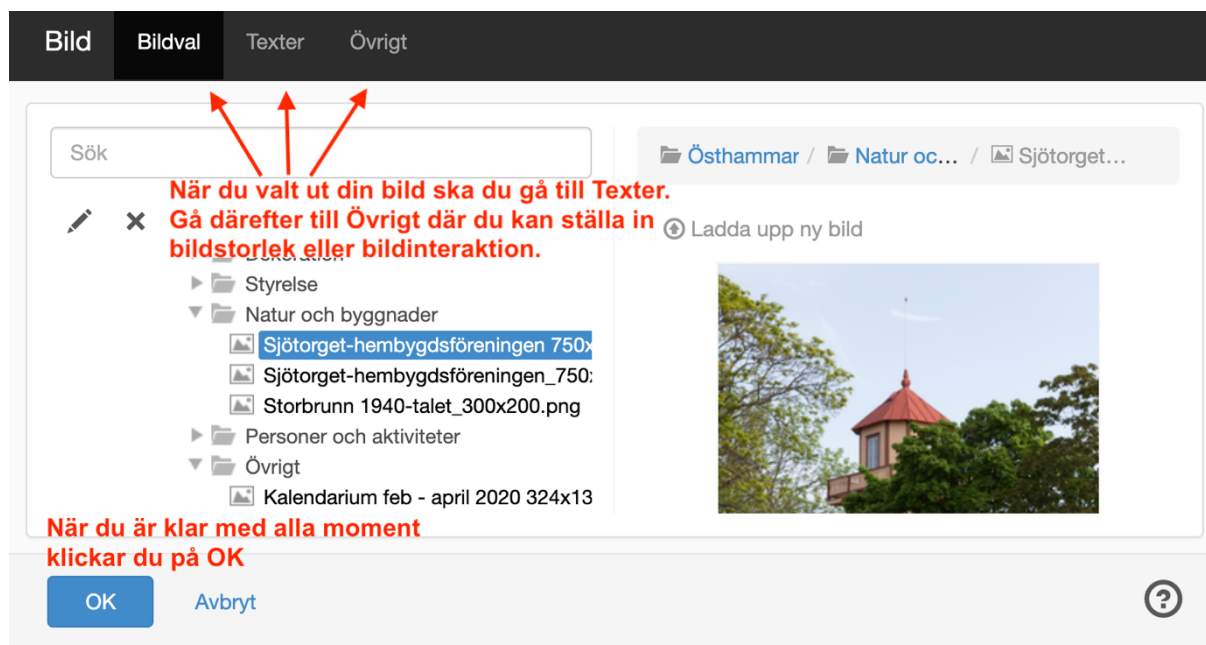 Bild Bildval Texter Övrigt
Sök
Östhammar / Natur oc... / Sjötorget...
När du valt ut din bild ska du gå till Texter.
Gå därefter till Övrigt där du kan ställa in
bildstorlek eller bildinteraktion.
Ladda upp ny bild
Dekoration
Styrelse
Natur och byggnader
Sjötorget-hembygdsföreningen 750x
Sjötorget-hembygdsföreningen_750
Storbrunn 1940-talet_300x200.png
Personer och aktiviteter
Övrigt
Kalendarium feb - april 2020 324x13
När du är klar med alla moment
klickar du på OK
OK Avbryt